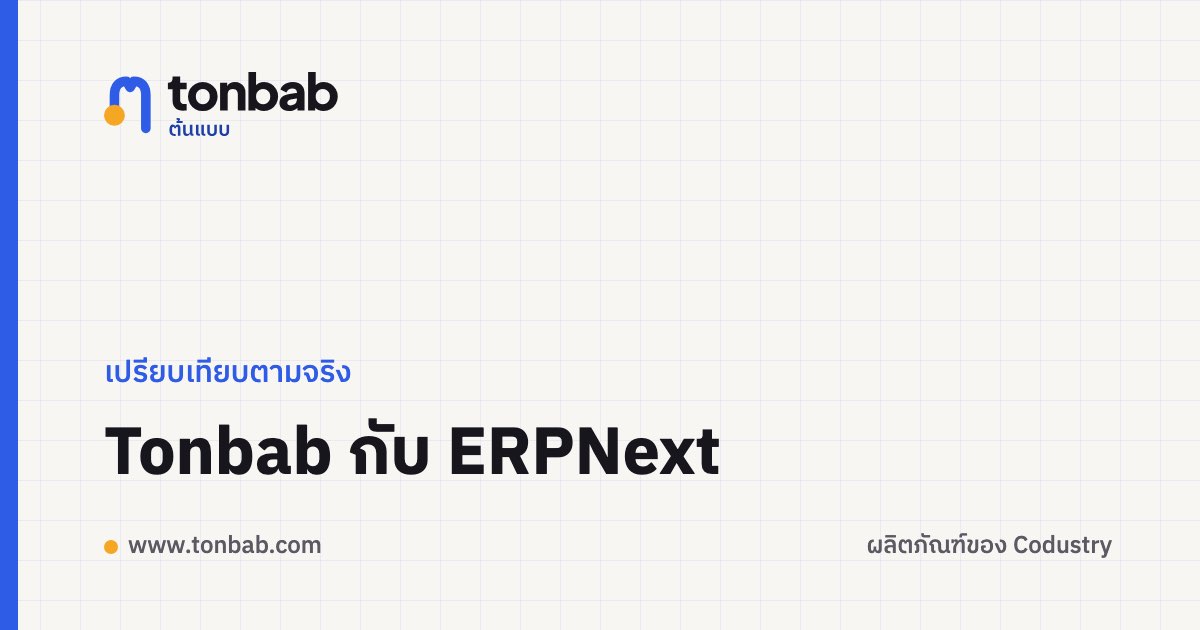 tonbab
ต้นแบบ
เปรียบเทียบตามจริง
Tonbab กับ ERPNext
www.tonbab.com
ผลิตภัณฑ์ของ Codustry